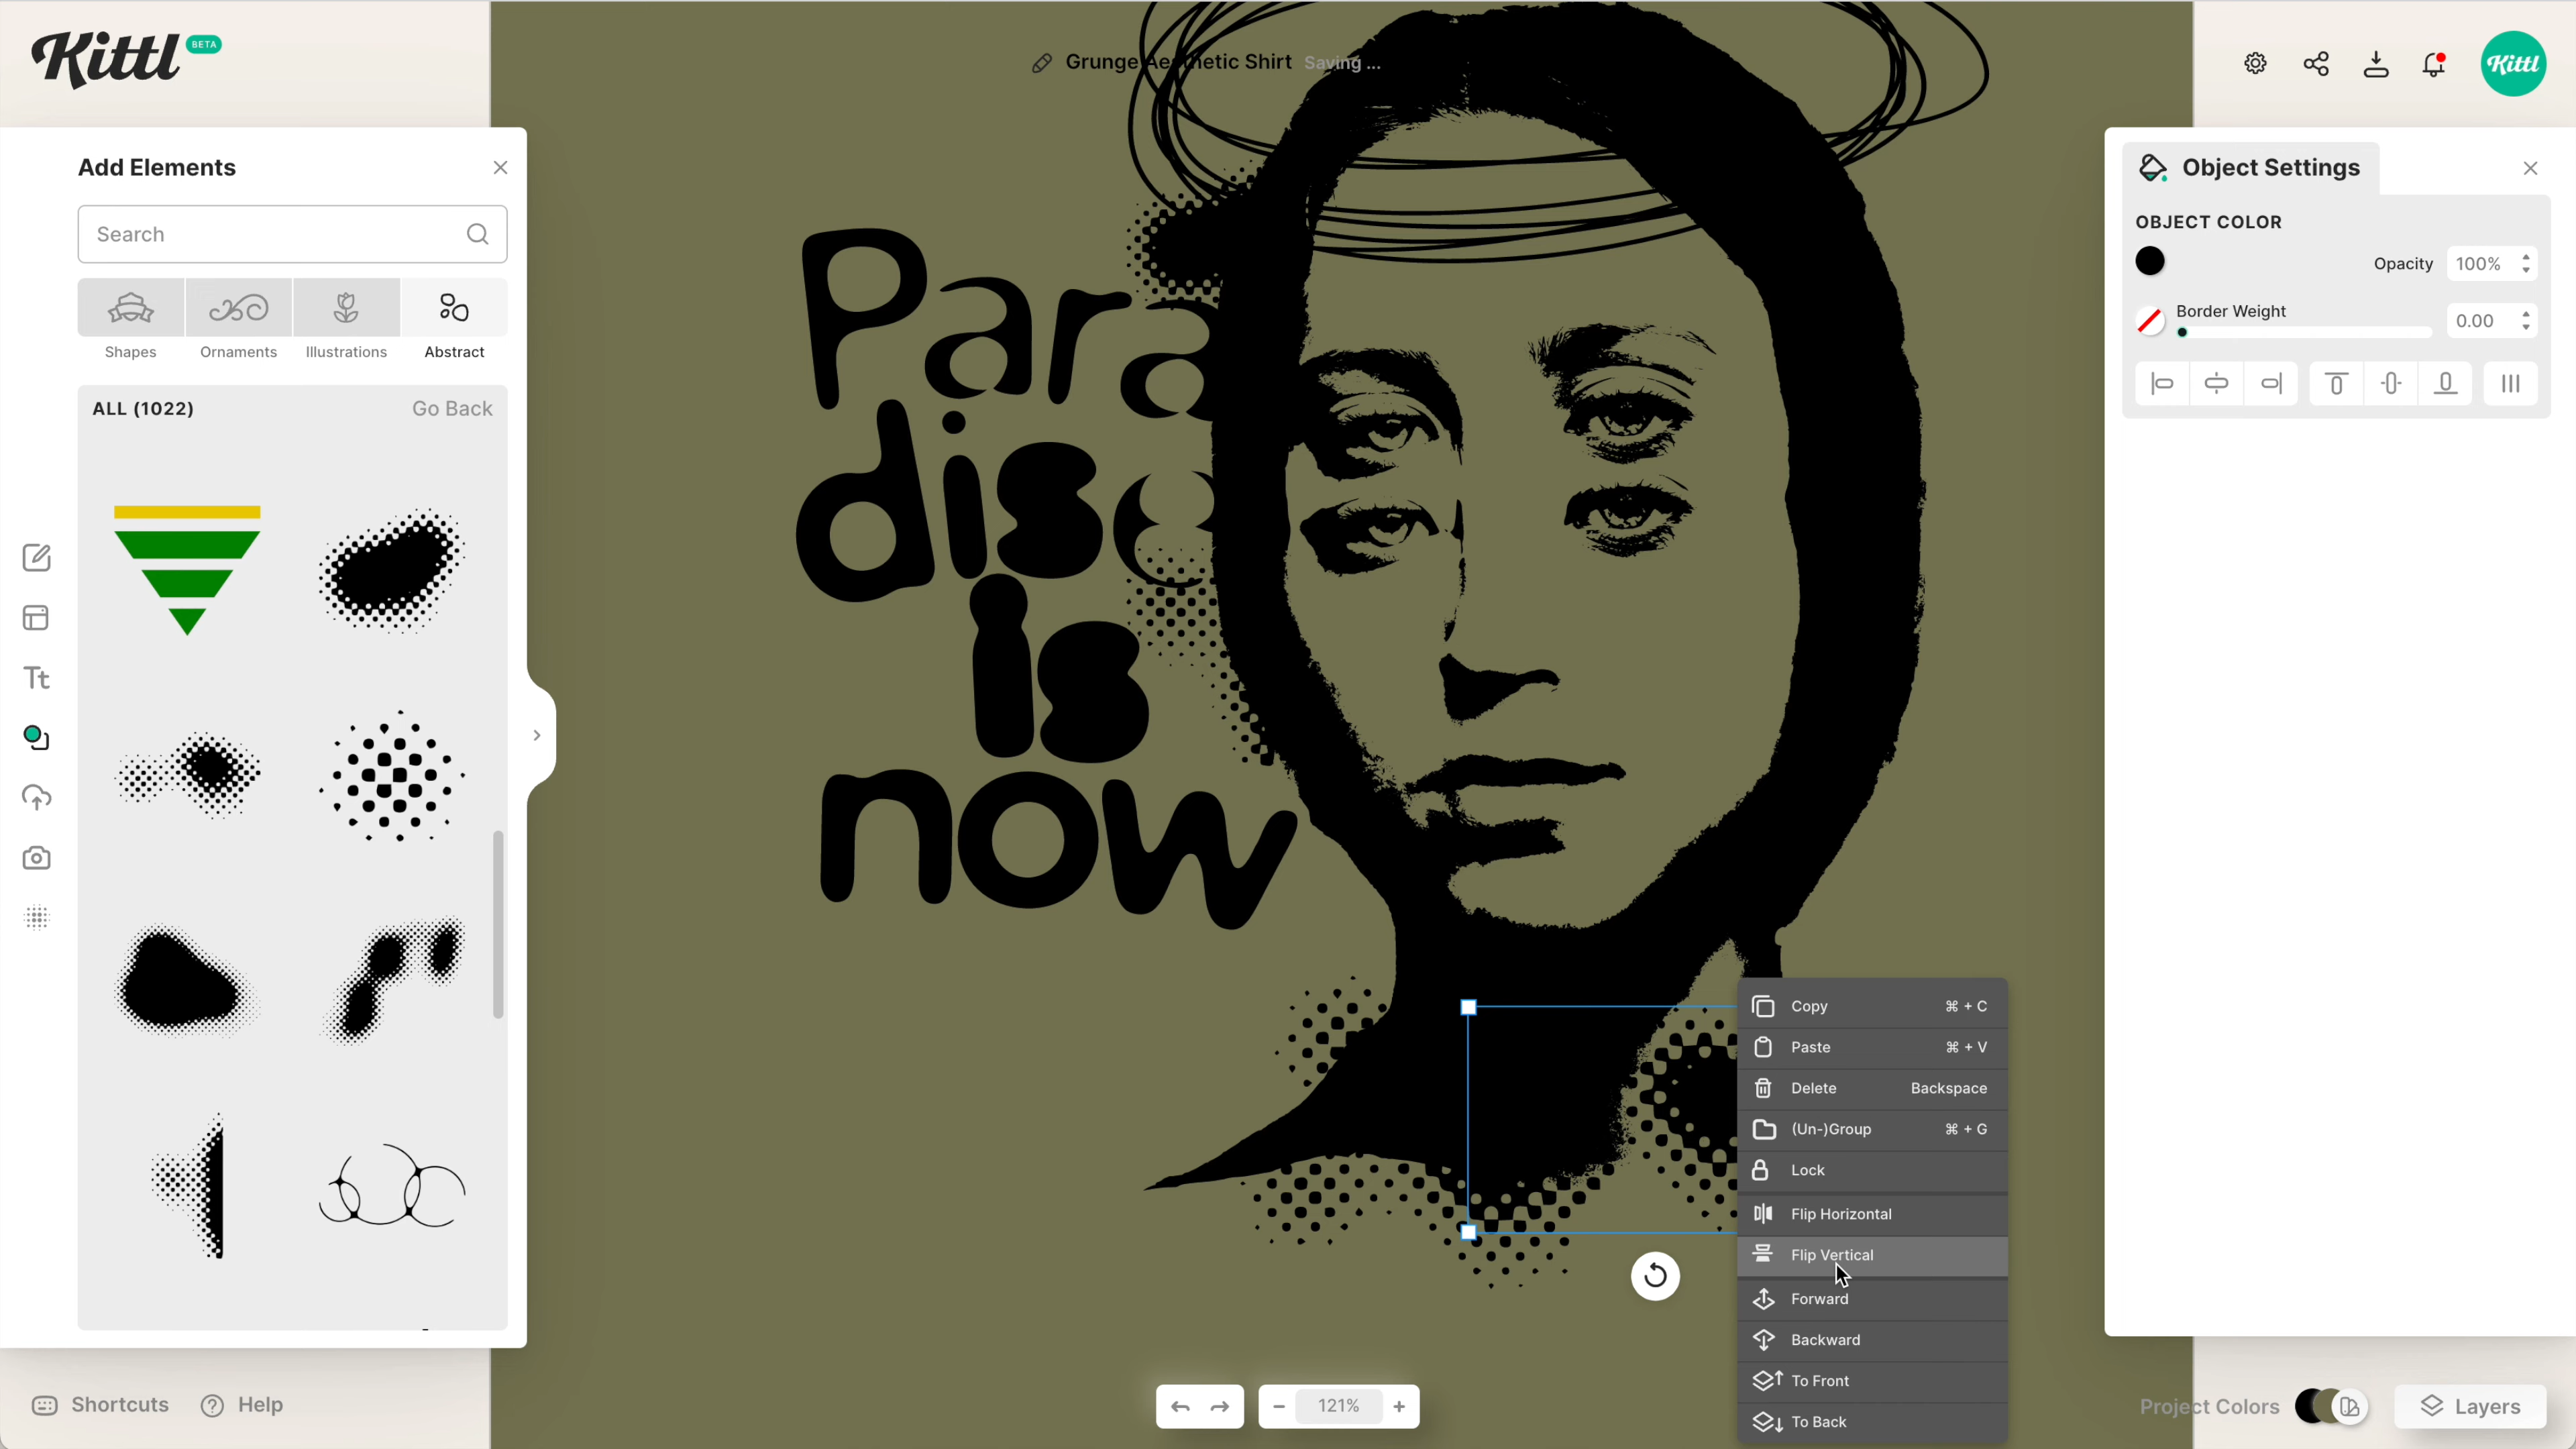 Kittl BETA
Grunge Aesthetic Shirt Saving ...
Kittl
Add Elements
Search
Shapes Ornaments Illustrations Abstract
ALL (1022) Go Back
Tt
Para
dise
is
now
Object Settings
OBJECT COLOR
Opacity 100%
Border Weight 0.00
Copy ⌘ + C
Paste ⌘ + V
Delete Backspace
(Un-)Group ⌘ + G
Lock
Flip Horizontal
Flip Vertical
Forward
Backward
To Front
To Back
Shortcuts Help
121%
Project Colors Layers